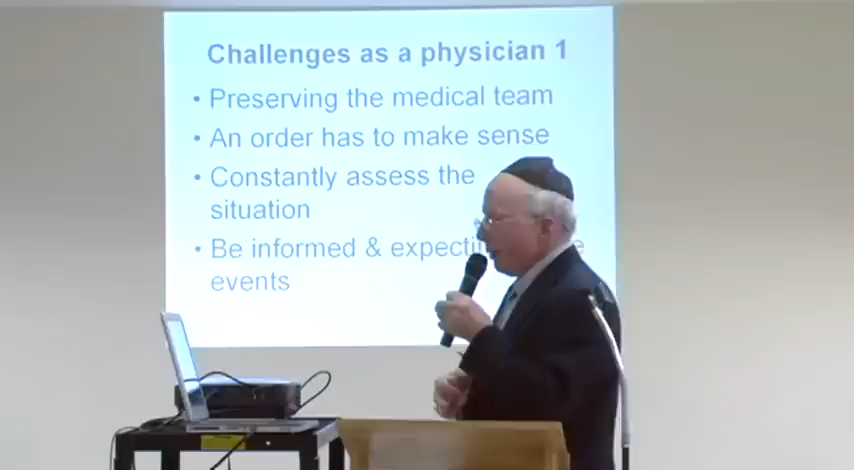 Challenges as a physician 1
• Preserving the medical team
• An order has to make sense
• Constantly assess the
situation
• Be informed &
events